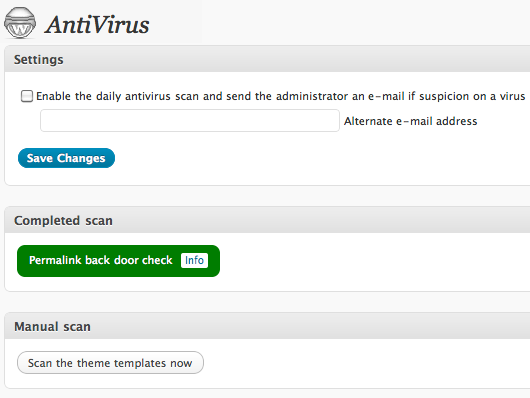 AntiVirus
Settings
Enable the daily antivirus scan and send the administrator an e-mail if suspicion on a virus
Alternate e-mail address
Save Changes
Completed scan
Permalink back door check Info
Manual scan
Scan the theme templates now